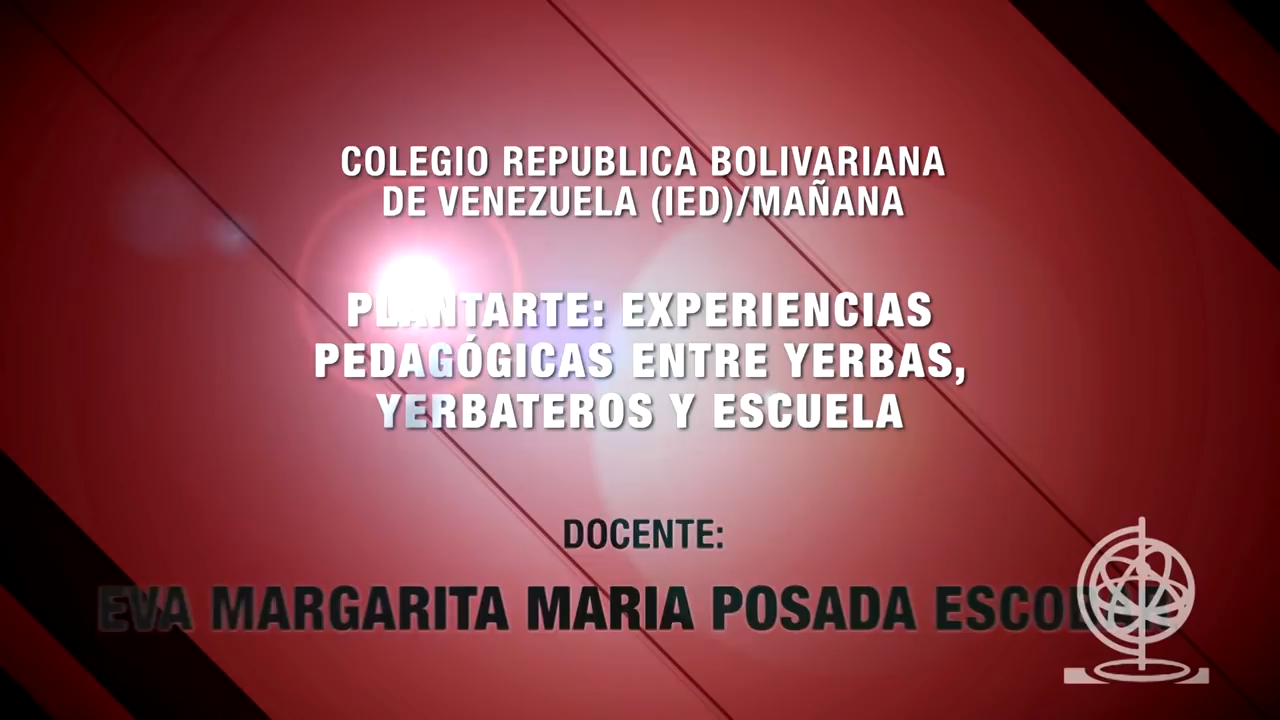 COLEGIO REPUBLICA BOLIVARIANA
DE VENEZUELA (IED)/MAÑANA
PLANTARTE: EXPERIENCIAS
PEDAGÓGICAS ENTRE YERBAS,
YERBATEROS Y ESCUELA
DOCENTE:
EVA MARGARITA MARIA POSADA ESCOBAR